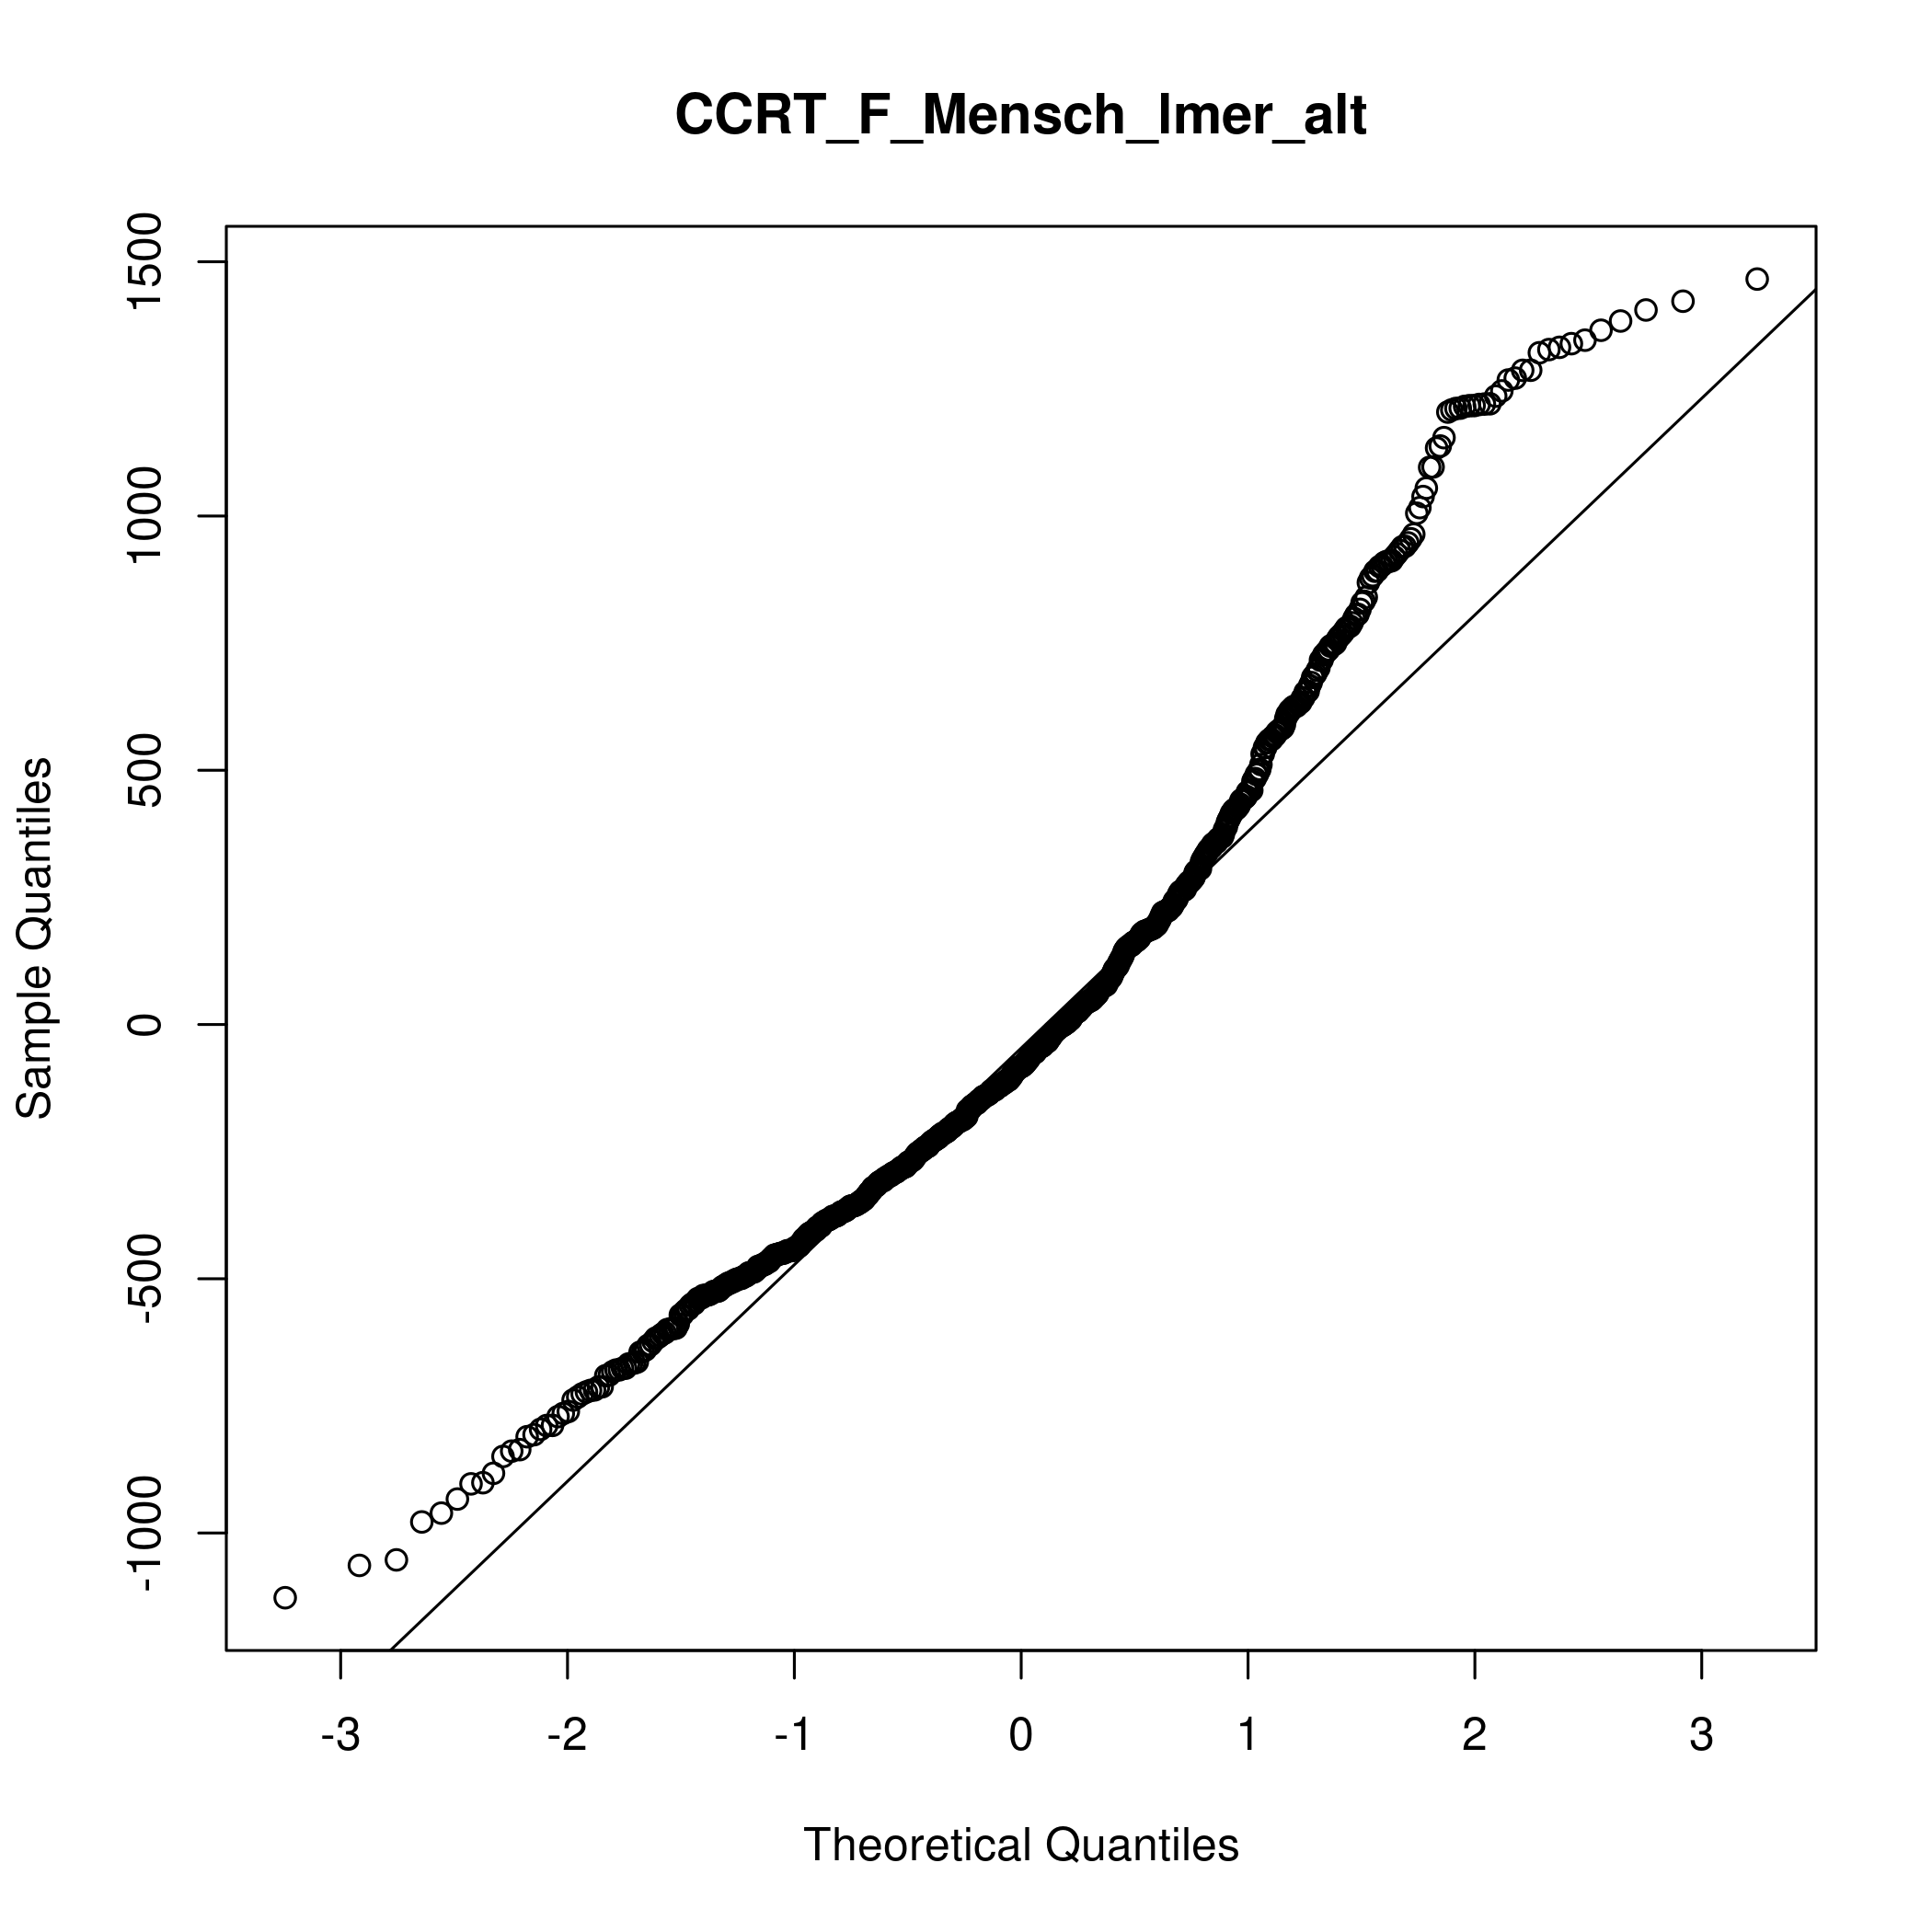 CCRT_F_Mensch_lmer_alt
1500
1000
500
0
-500
-1000
Sample Quantiles
-3 -2 -1 0 1 2 3
Theoretical Quantiles